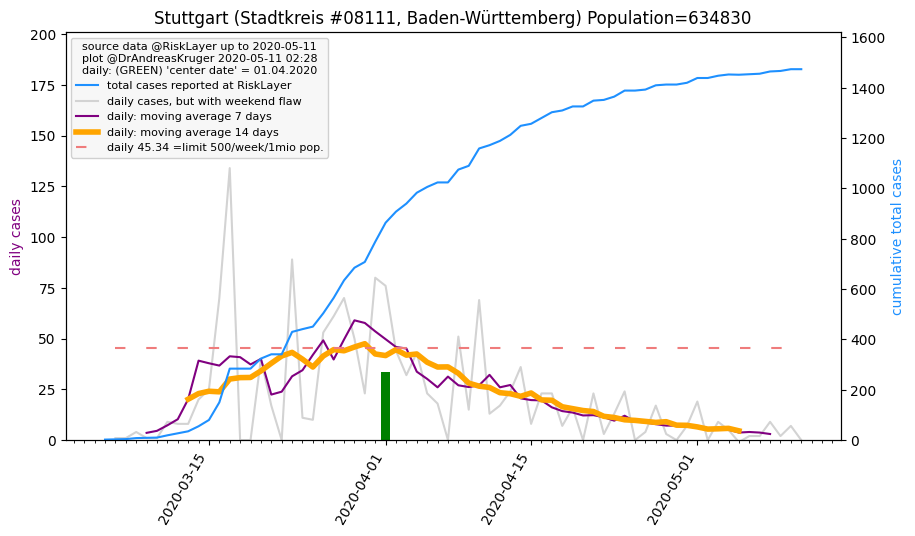 Stuttgart (Stadtkreis #08111, Baden-Württemberg) Population=634830
source data @RiskLayer up to 2020-05-11
plot @DrAndreasKruger 2020-05-11 02:28
daily: (GREEN) 'center date' = 01.04.2020
total cases reported at RiskLayer
daily cases, but with weekend flaw
daily: moving average 7 days
daily: moving average 14 days
daily 45.34 =limit 500/week/1mio pop.
daily cases
200
175
150
125
100
75
50
25
0
1600
1400
1200
1000
800
600
400
200
0
cumulative total cases
2020-03-15
2020-04-01
2020-04-15
2020-05-01